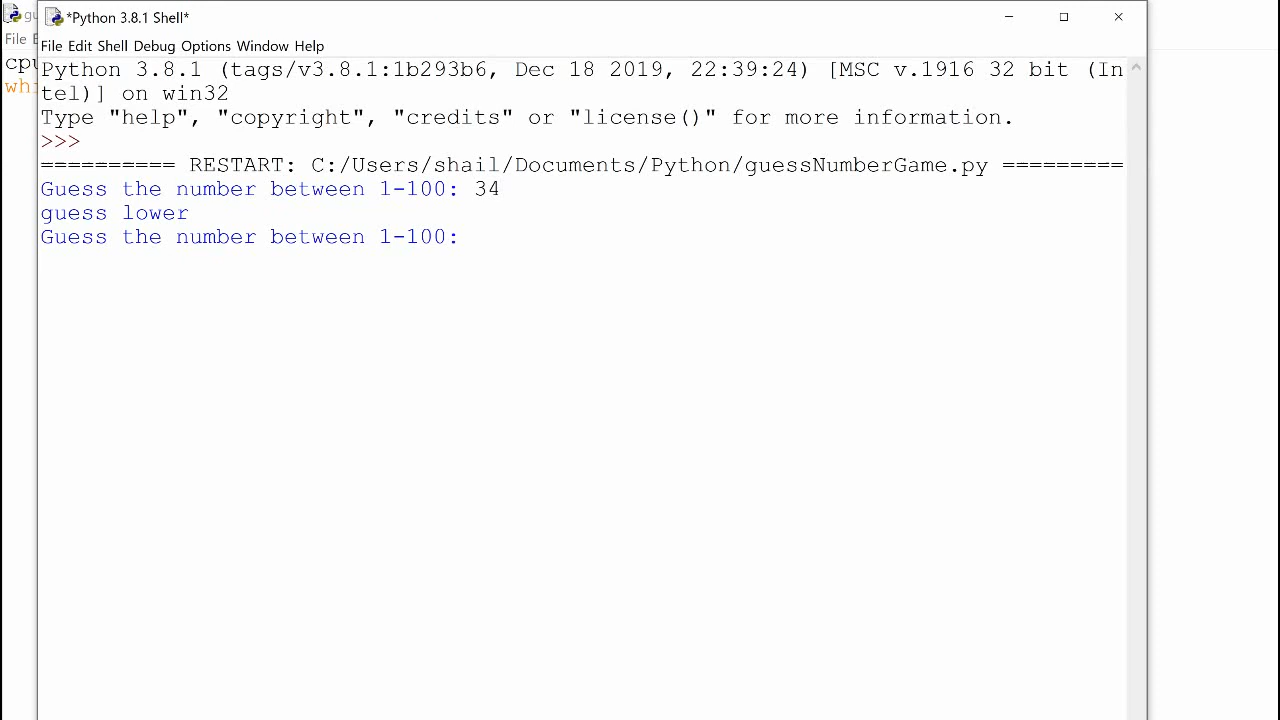 *Python 3.8.1 Shell*
File Edit Shell Debug Options Window Help
Python 3.8.1 (tags/v3.8.1:1b293b6, Dec 18 2019, 22:39:24) [MSC v.1916 32 bit (In
tel)] on win32
Type "help", "copyright", "credits" or "license()" for more information.
>>>
========== RESTART: C:/Users/shail/Documents/Python/guessNumberGame.py =========
Guess the number between 1-100: 34
guess lower
Guess the number between 1-100:
File
cpu
whi